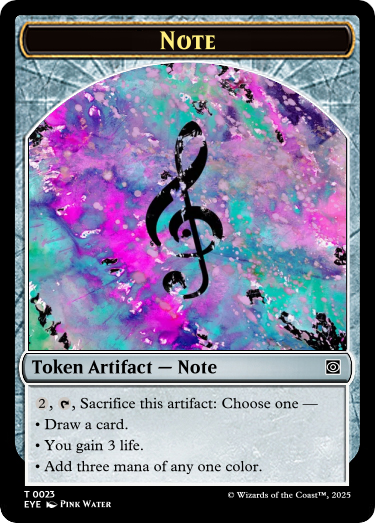 Note
Token Artifact — Note
2, T, Sacrifice this artifact: Choose one —
• Draw a card.
• You gain 3 life.
• Add three mana of any one color.
T 0023
© Wizards of the Coast™, 2025
EYE Pink Water